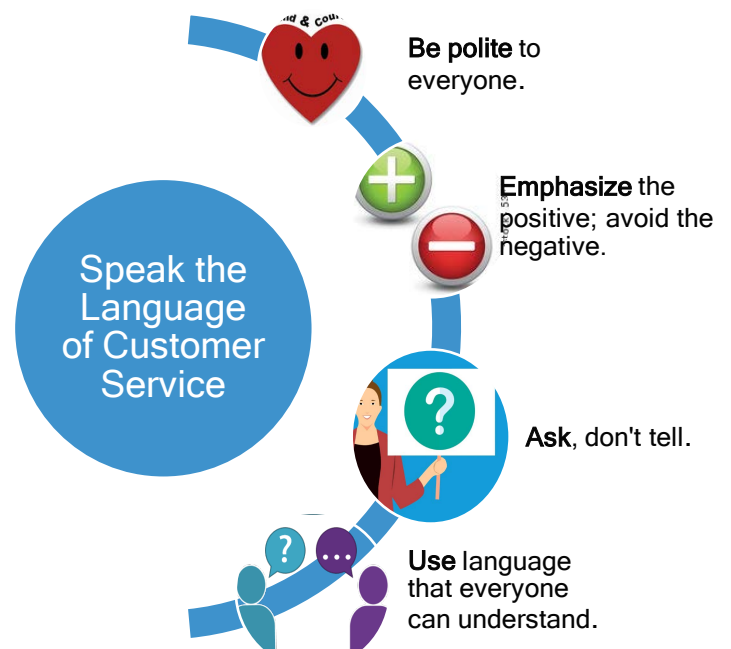 Be polite to
everyone.
Emphasize the
positive; avoid the
negative.
Speak the
Language
of Customer
Service
?
Ask, don't tell.
?
...
Use language
that everyone
can understand.